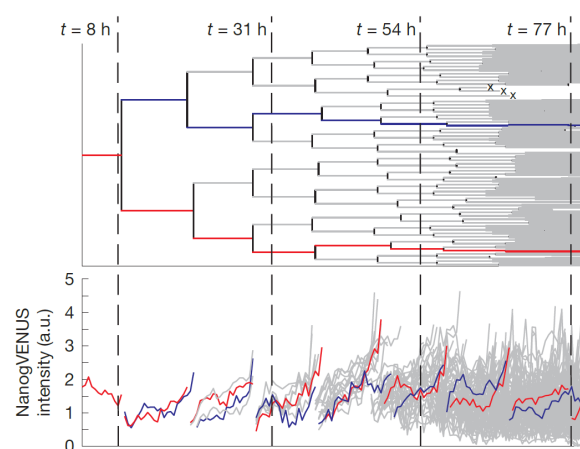 t = 8 h t = 31 h t = 54 h t = 77 h
x x x
NanogVENUS
intensity (a.u.)
5
4
3
2
1
0